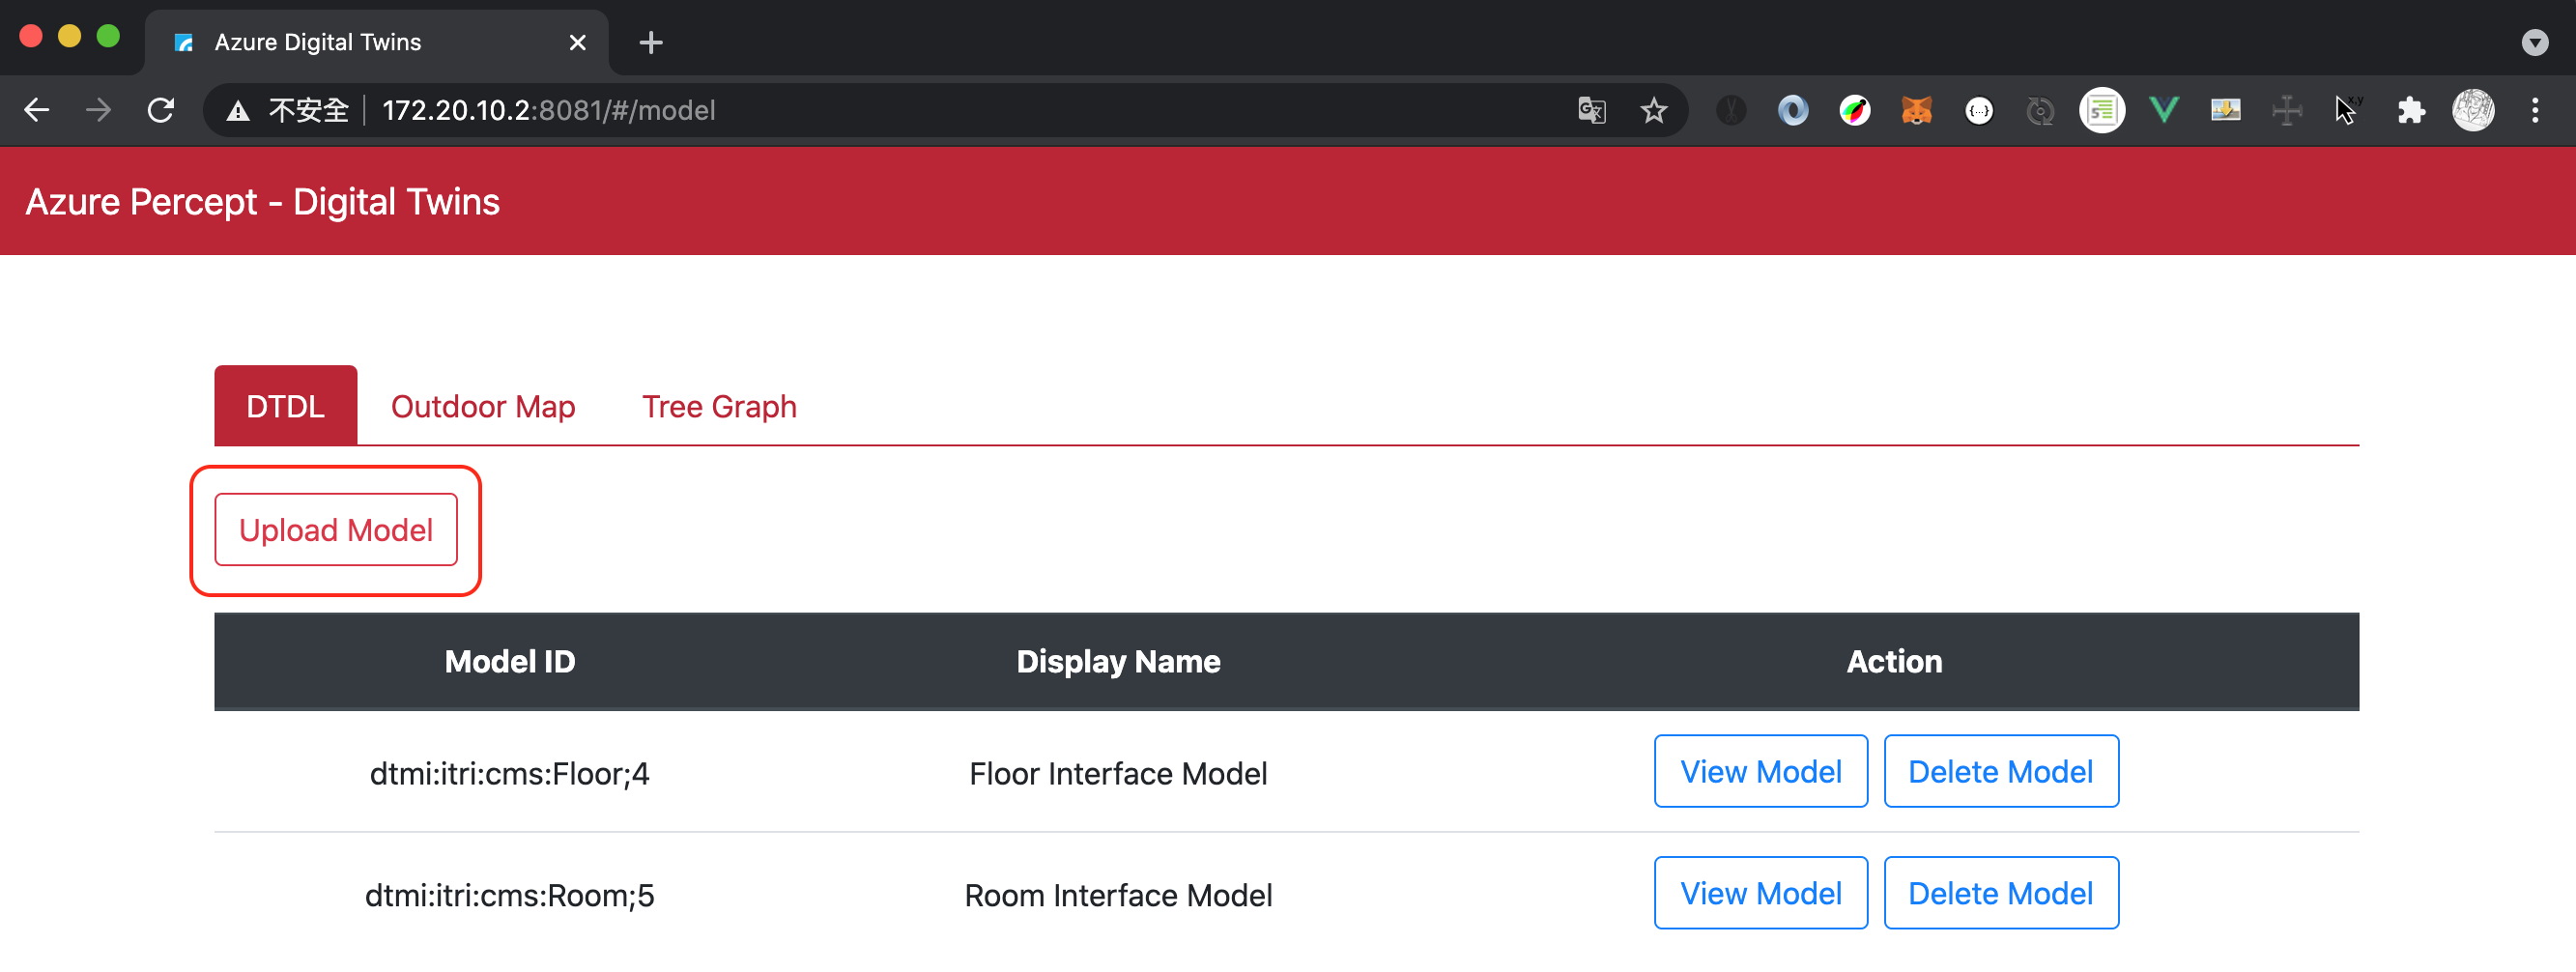 Azure Digital Twins
不安全 172.20.10.2:8081/#/model
Azure Percept - Digital Twins
DTDL Outdoor Map Tree Graph
Upload Model
Model ID Display Name Action
dtmi:itri:cms:Floor;4 Floor Interface Model View Model Delete Model
dtmi:itri:cms:Room;5 Room Interface Model View Model Delete Model